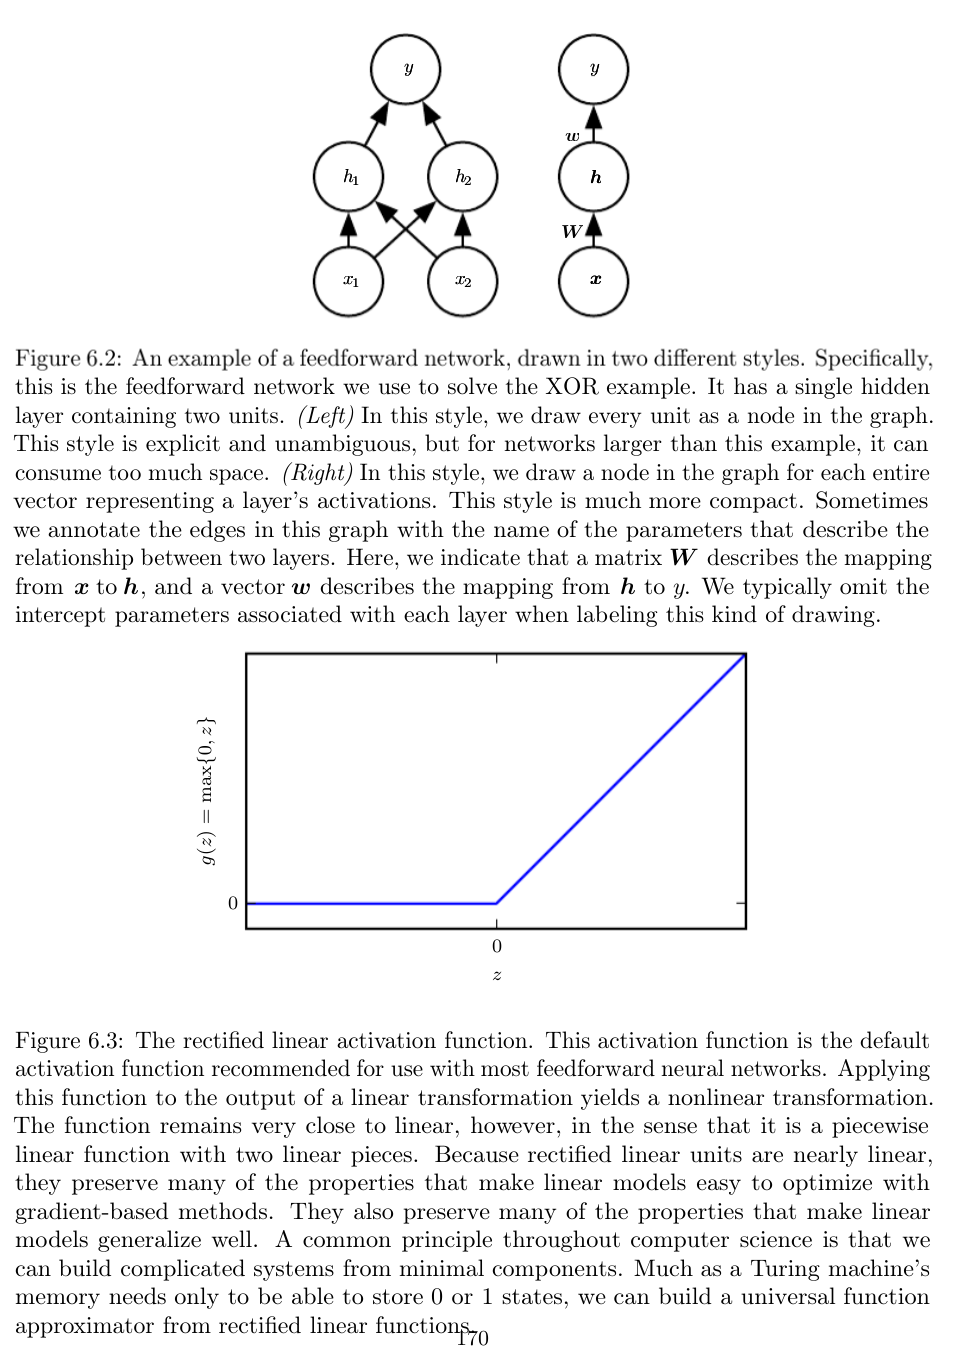 y y
w
h1 h2 h
W
x1 x2 x
Figure 6.2: An example of a feedforward network, drawn in two different styles. Specifically,
this is the feedforward network we use to solve the XOR example. It has a single hidden
layer containing two units. (Left) In this style, we draw every unit as a node in the graph.
This style is explicit and unambiguous, but for networks larger than this example, it can
consume too much space. (Right) In this style, we draw a node in the graph for each entire
vector representing a layer's activations. This style is much more compact. Sometimes
we annotate the edges in this graph with the name of the parameters that describe the
relationship between two layers. Here, we indicate that a matrix W describes the mapping
from x to h, and a vector w describes the mapping from h to y. We typically omit the
intercept parameters associated with each layer when labeling this kind of drawing.
g(z) = max{0, z}
0
0
z
Figure 6.3: The rectified linear activation function. This activation function is the default
activation function recommended for use with most feedforward neural networks. Applying
this function to the output of a linear transformation yields a nonlinear transformation.
The function remains very close to linear, however, in the sense that it is a piecewise
linear function with two linear pieces. Because rectified linear units are nearly linear,
they preserve many of the properties that make linear models easy to optimize with
gradient-based methods. They also preserve many of the properties that make linear
models generalize well. A common principle throughout computer science is that we
can build complicated systems from minimal components. Much as a Turing machine's
memory needs only to be able to store 0 or 1 states, we can build a universal function
approximator from rectified linear functions.
170